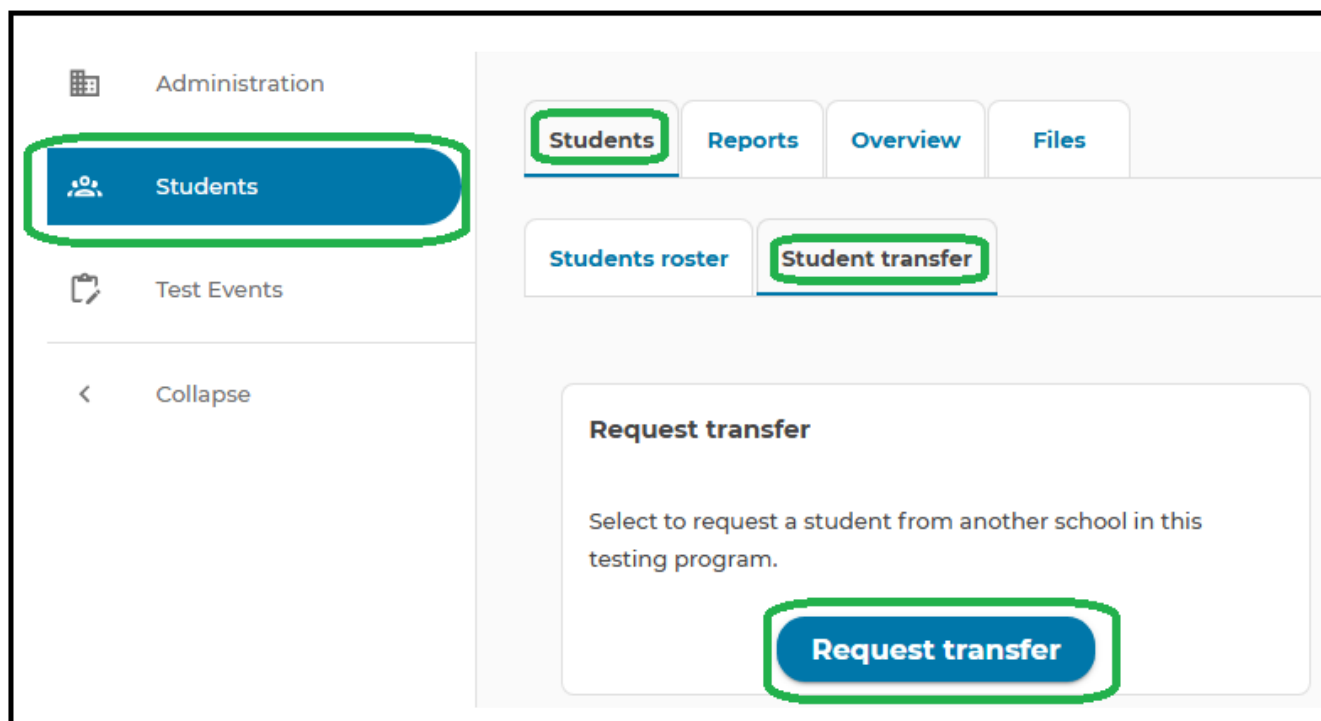 Administration
Students
Test Events
Collapse
Students Reports Overview Files
Students roster Student transfer
Request transfer
Select to request a student from another school in this
testing program.
Request transfer